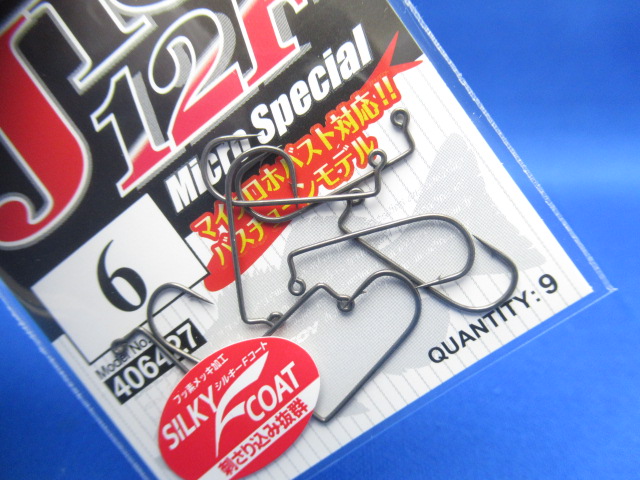 J
12F
Micro Special
マイクロホバスト対応!!
バスチューンモデル
6
Model No.
406427
QUANTITY: 9
フッ素メッキ加工
シルキーFコート
SILKY F COAT
刺さり込み抜群